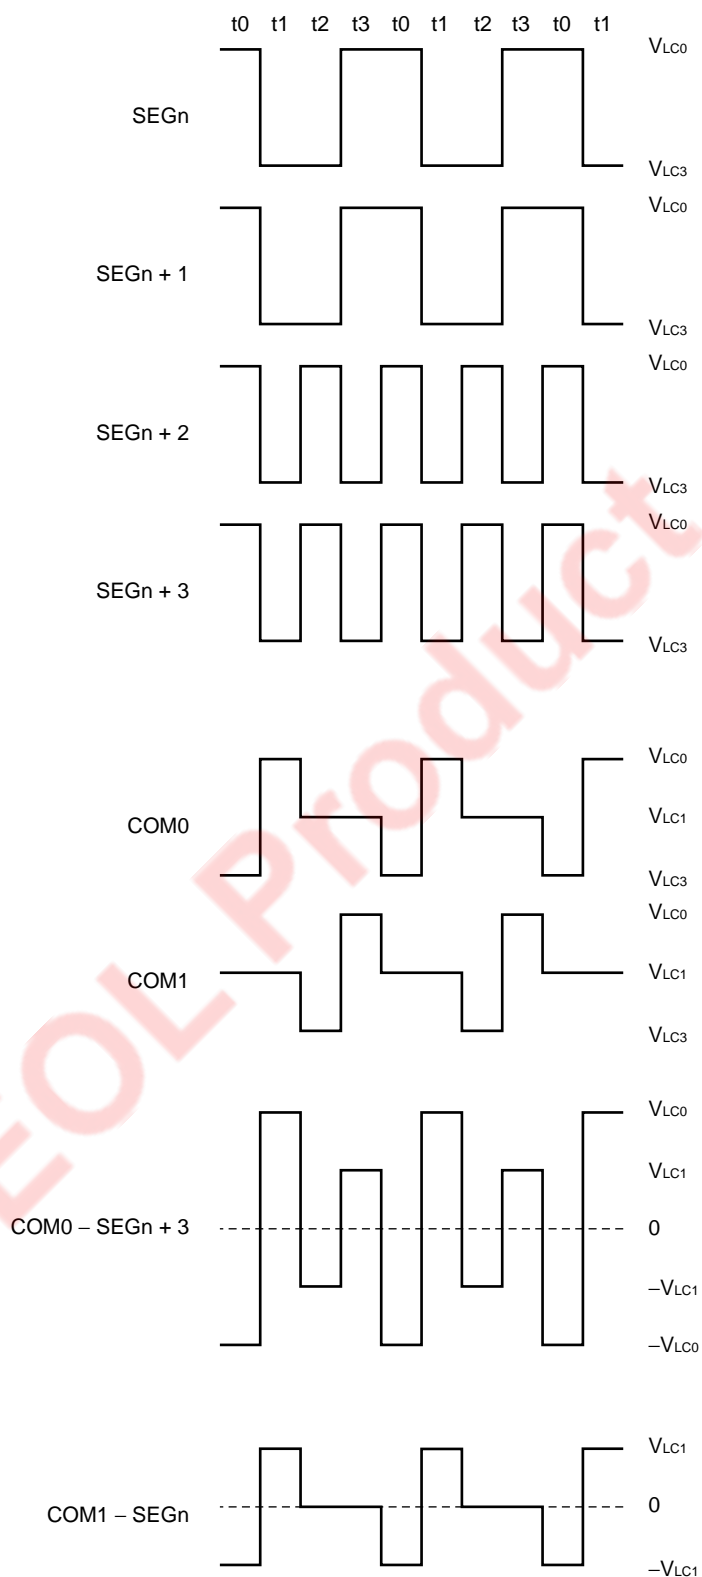 t0 t1 t2 t3 t0 t1 t2 t3 t0 t1
VLC0
SEGn
VLC3
VLC0
SEGn + 1
VLC3
VLC0
SEGn + 2
VLC3
VLC0
SEGn + 3
VLC3
VLC0
COM0
VLC1
VLC3
VLC0
COM1
VLC1
VLC3
VLC0
VLC1
COM0 – SEGn + 3
0
–VLC1
–VLC0
VLC1
COM1 – SEGn
0
–VLC1
EOL Product